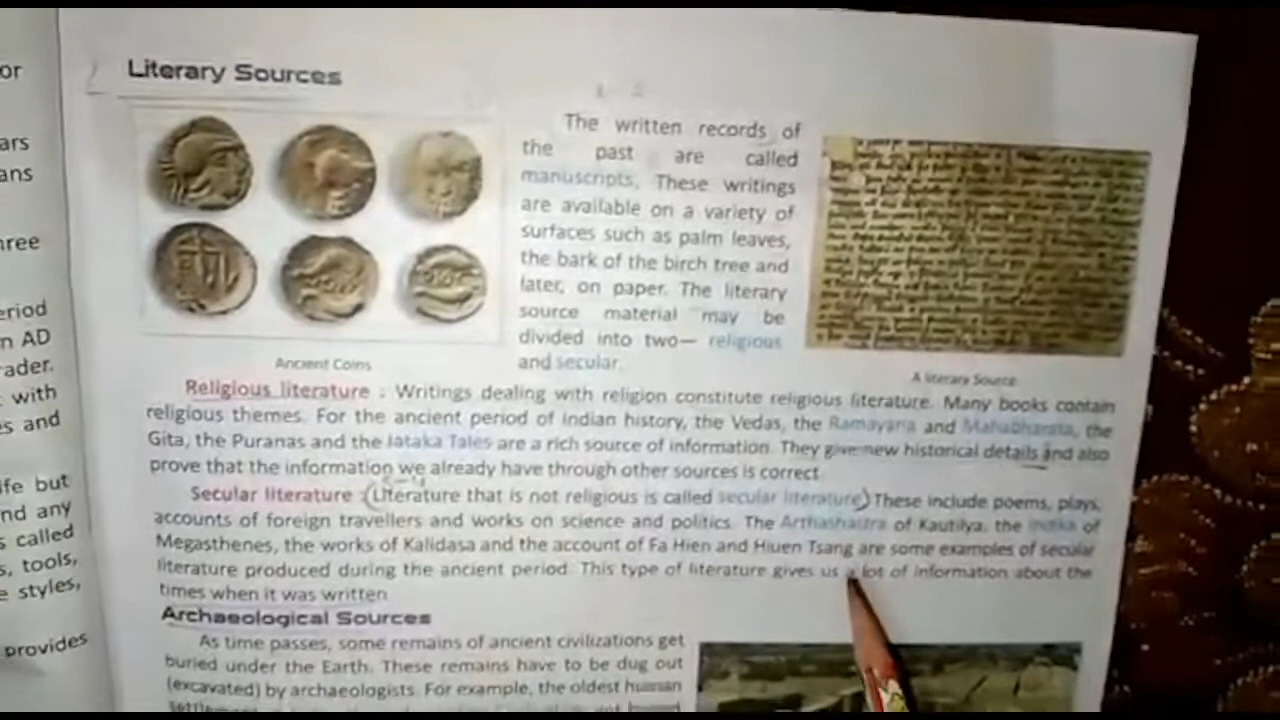 or
ars
ans
hree
eriod
n AD
rader.
with
es and
ife but
nd any
s called
s, tools,
e styles,
provides
Literary Sources
The written records of
the past are called
manuscripts. These writings
are available on a variety of
surfaces such as palm leaves,
the bark of the birch tree and
later, on paper. The literary
source material may be
divided into two— religious
and secular.
Ancient Coins
A literary Source
Religious literature : Writings dealing with religion constitute religious literature. Many books contain
religious themes. For the ancient period of Indian history, the Vedas, the Ramayana and Mahabharata, the
Gita, the Puranas and the Jataka Tales are a rich source of information. They give new historical details and also
prove that the information we already have through other sources is correct.
Secular literature : Literature that is not religious is called secular literature. These include poems, plays,
accounts of foreign travellers and works on science and politics. The Arthashastra of Kautilya, the Indika of
Megasthenes, the works of Kalidasa and the account of Fa Hien and Hiuen Tsang are some examples of secular
literature produced during the ancient period. This type of literature gives us a lot of information about the
times when it was written.
Archaeological Sources
As time passes, some remains of ancient civilizations get
buried under the Earth. These remains have to be dug out
(excavated) by archaeologists. For example, the oldest human